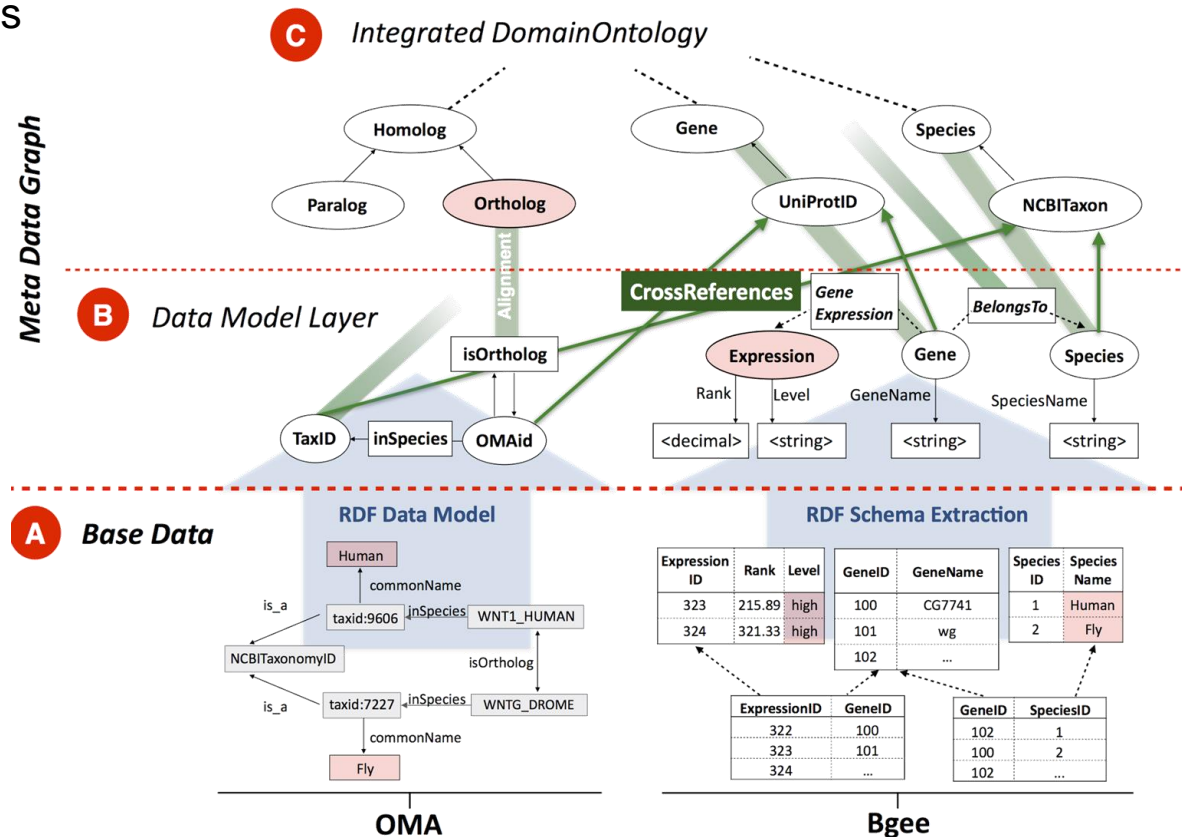 s
C
Integrated DomainOntology
Meta Data Graph
Homolog
Gene
Species
Paralog
Ortholog
UniProtID
NCBITaxon
Alignment
CrossReferences
B
Data Model Layer
Gene
Expression
BelongsTo
isOrtholog
Expression
Gene
Species
Rank
Level
GeneName
SpeciesName
TaxID
inSpecies
OMAid
<decimal>
<string>
<string>
<string>
A
Base Data
RDF Data Model
RDF Schema Extraction
Human
commonName
is_a
taxid:9606
inSpecies
WNT1_HUMAN
NCBITaxonomyID
isOrtholog
is_a
taxid:7227
inSpecies
WNTG_DROME
commonName
Fly
Expression
ID
Rank
Level
323 215.89 high
324 321.33 high
GeneID GeneName
100 CG7741
101 wg
102 ...
Species
ID
Species
Name
1 Human
2 Fly
ExpressionID GeneID
322 100
323 101
324 ...
GeneID SpeciesID
102 1
100 2
102 ...
OMA
Bgee